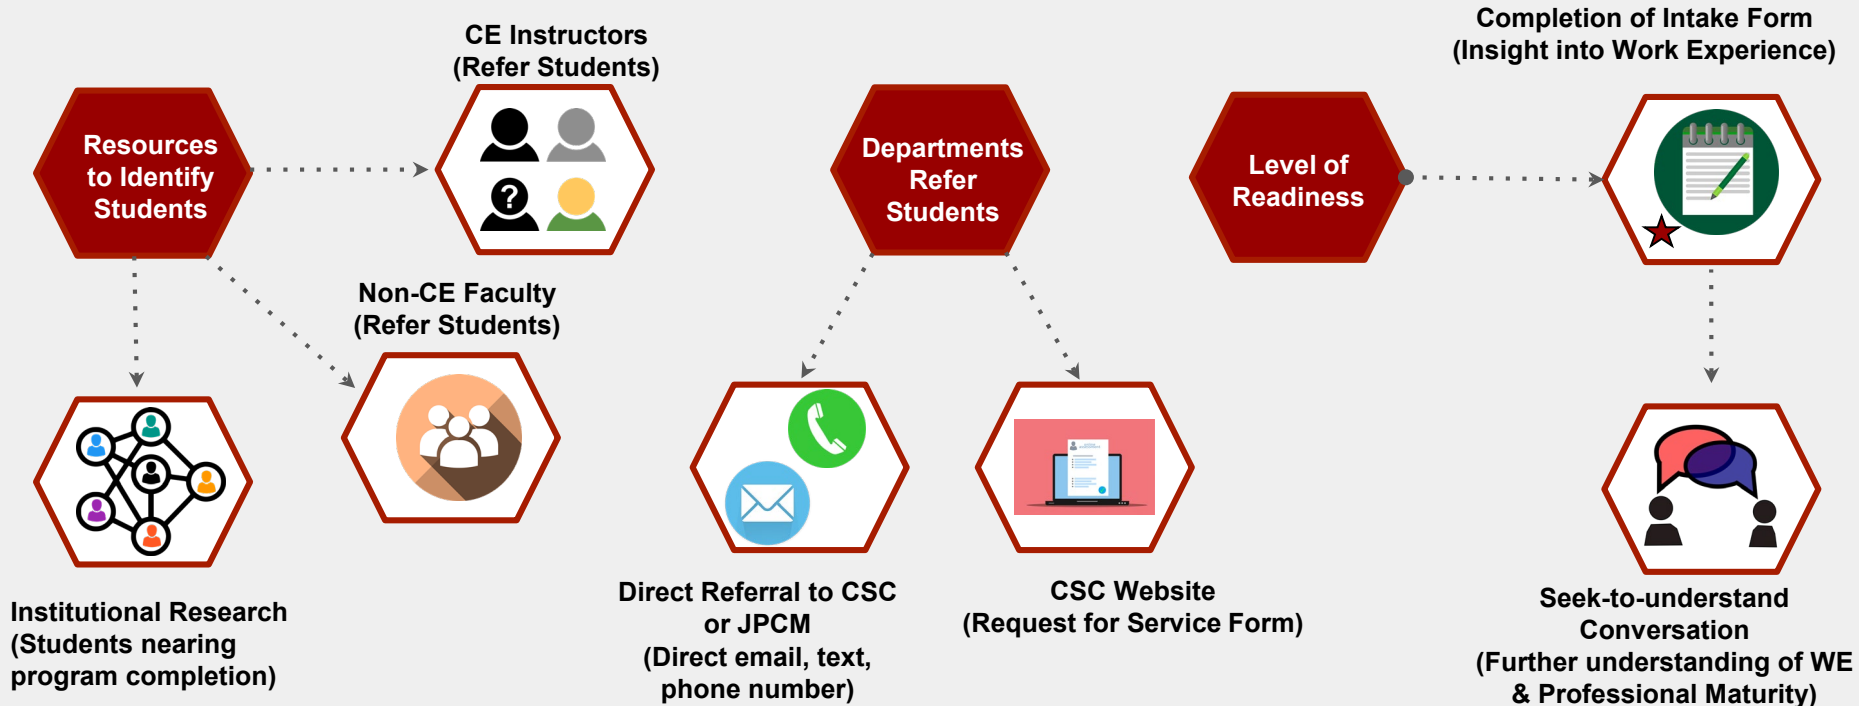 CE Instructors
(Refer Students)
Resources
to Identify
Students
Non-CE Faculty
(Refer Students)
Institutional Research
(Students nearing
program completion)
Departments
Refer
Students
Direct Referral to CSC
or JPCM
(Direct email, text,
phone number)
CSC Website
(Request for Service Form)
Completion of Intake Form
(Insight into Work Experience)
Level of
Readiness
Seek-to-understand
Conversation
(Further understanding of WE
& Professional Maturity)
?